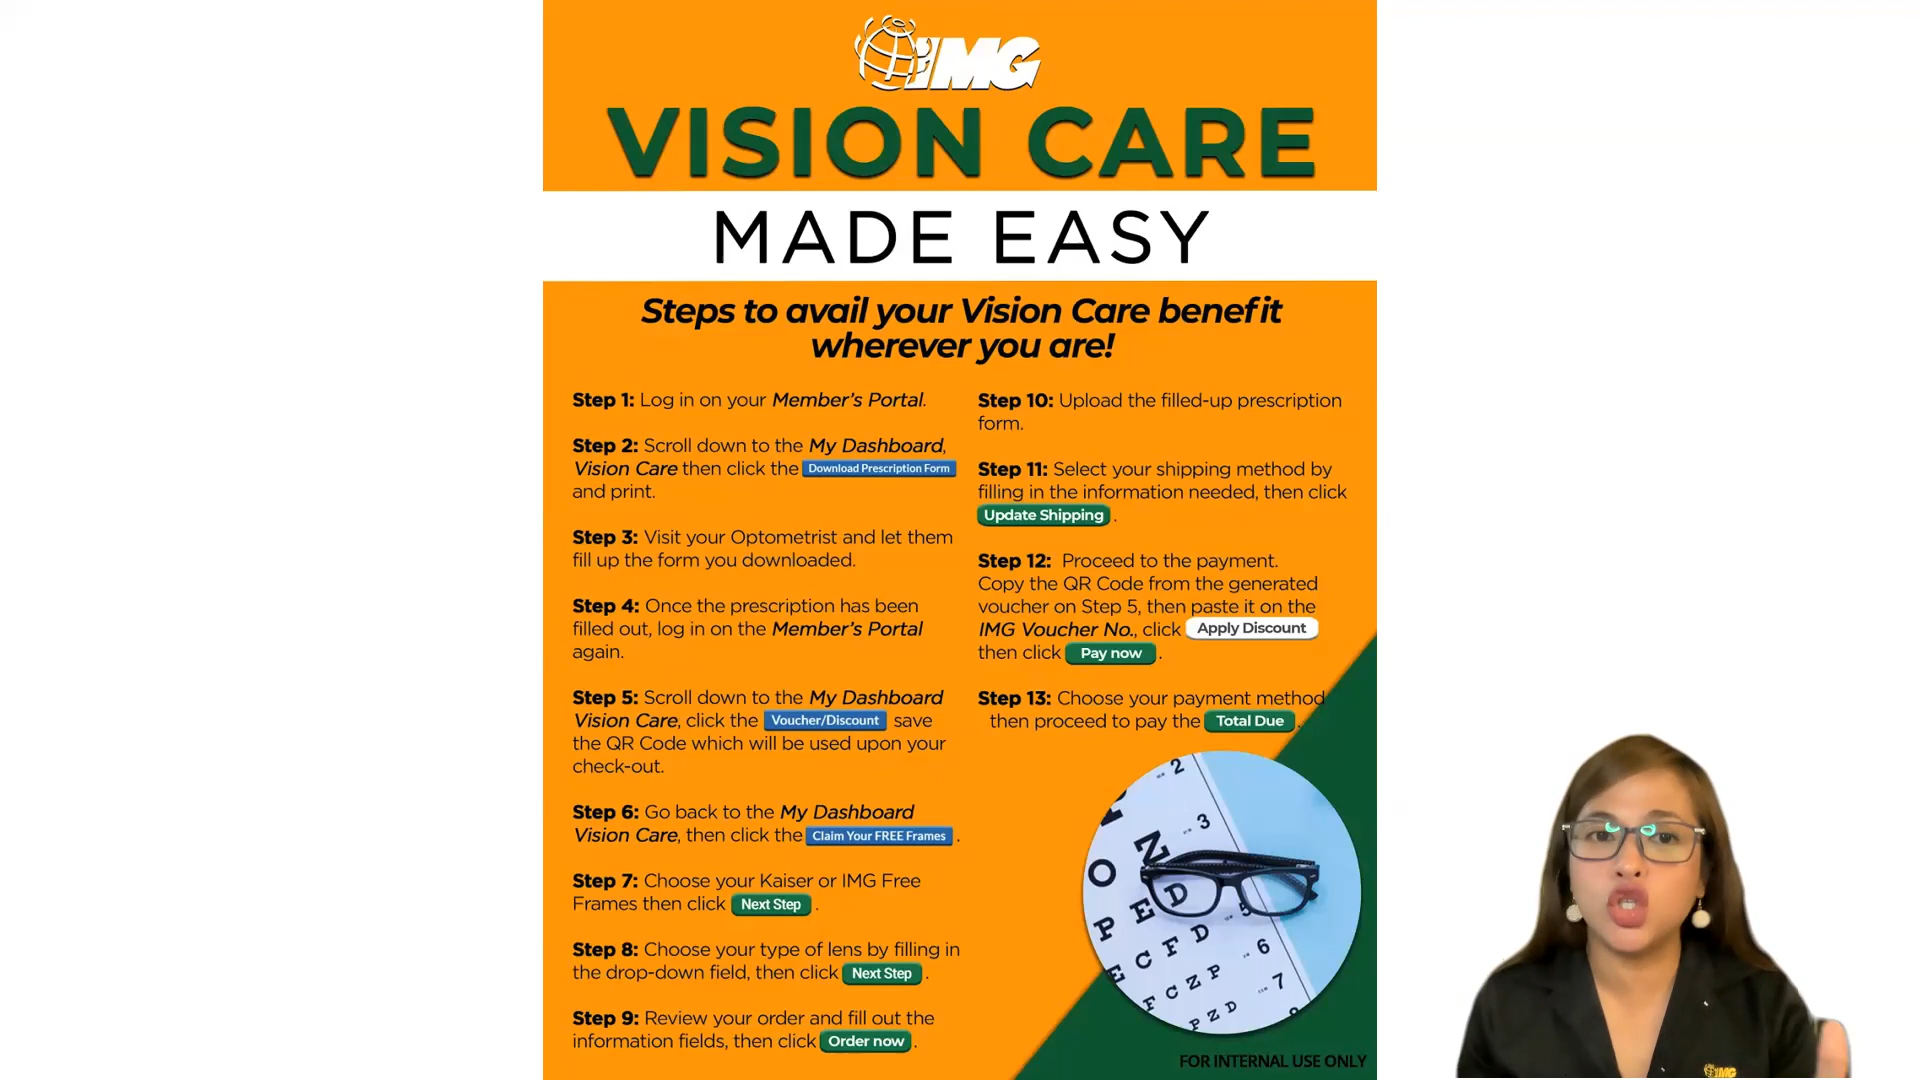 IMG
VISION CARE
MADE EASY
Steps to avail your Vision Care benefit
wherever you are!
Step 1: Log in on your Member's Portal.
Step 2: Scroll down to the My Dashboard,
Vision Care then click the Download Prescription Form
and print.
Step 3: Visit your Optometrist and let them
fill up the form you downloaded.
Step 4: Once the prescription has been
filled out, log in on the Member's Portal
again.
Step 5: Scroll down to the My Dashboard
Vision Care, click the Voucher/Discount save
the QR Code which will be used upon your
check-out.
Step 6: Go back to the My Dashboard
Vision Care, then click the Claim Your FREE Frames .
Step 7: Choose your Kaiser or IMG Free
Frames then click Next Step .
Step 8: Choose your type of lens by filling in
the drop-down field, then click Next Step .
Step 9: Review your order and fill out the
information fields, then click Order now .
Step 10: Upload the filled-up prescription
form.
Step 11: Select your shipping method by
filling in the information needed, then click
Update Shipping .
Step 12: Proceed to the payment.
Copy the QR Code from the generated
voucher on Step 5, then paste it on the
IMG Voucher No., click Apply Discount
then click Pay now .
Step 13: Choose your payment method
then proceed to pay the Total Due .
2
3
N
O
D
5
P E
6
E C F D
7
F C Z P
P Z D
FOR INTERNAL USE ONLY
IMG